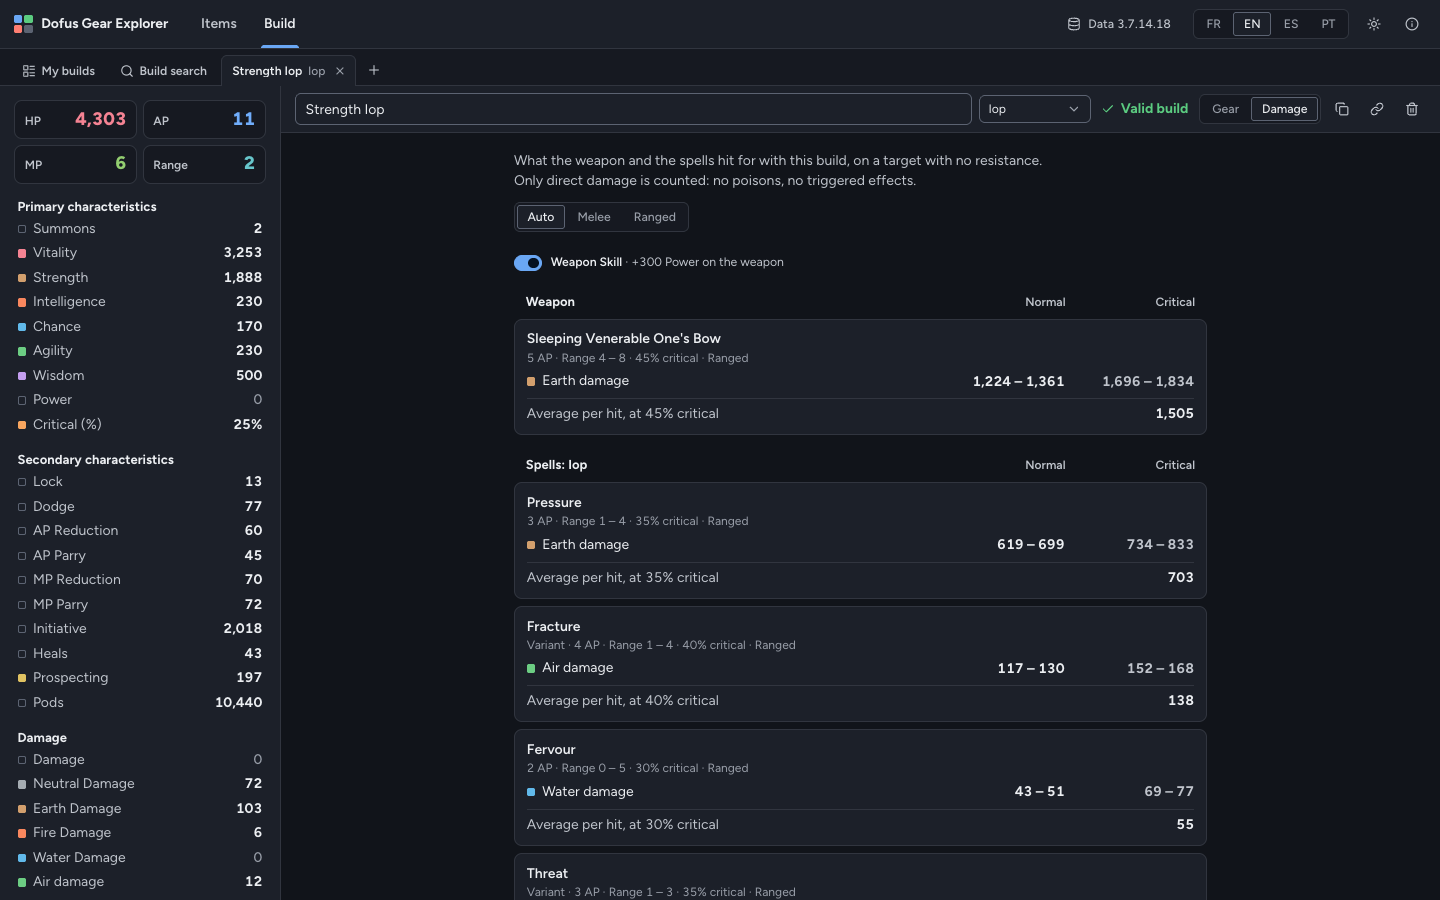 Dofus Gear Explorer Items Build Data 3.7.14.18 FR EN ES PT
My builds Build search Strength Iop Iop
HP 4,303 AP 11
MP 6 Range 2
Primary characteristics
Summons 2
Vitality 3,253
Strength 1,888
Intelligence 230
Chance 170
Agility 230
Wisdom 500
Power 0
Critical (%) 25%
Secondary characteristics
Lock 13
Dodge 77
AP Reduction 60
AP Parry 45
MP Reduction 70
MP Parry 72
Initiative 2,018
Heals 43
Prospecting 197
Pods 10,440
Damage
Damage 0
Neutral Damage 72
Earth Damage 103
Fire Damage 6
Water Damage 0
Air damage 12
Strength Iop Iop Valid build Gear Damage
What the weapon and the spells hit for with this build, on a target with no resistance.
Only direct damage is counted: no poisons, no triggered effects.
Auto Melee Ranged
Weapon Skill · +300 Power on the weapon
Weapon Normal Critical
Sleeping Venerable One's Bow
5 AP · Range 4 – 8 · 45% critical · Ranged
Earth damage 1,224 – 1,361 1,696 – 1,834
Average per hit, at 45% critical 1,505
Spells: Iop Normal Critical
Pressure
3 AP · Range 1 – 4 · 35% critical · Ranged
Earth damage 619 – 699 734 – 833
Average per hit, at 35% critical 703
Fracture
Variant · 4 AP · Range 1 – 4 · 40% critical · Ranged
Air damage 117 – 130 152 – 168
Average per hit, at 40% critical 138
Fervour
2 AP · Range 0 – 5 · 30% critical · Ranged
Water damage 43 – 51 69 – 77
Average per hit, at 30% critical 55
Threat
Variant · 3 AP · Range 1 – 3 · 35% critical · Ranged